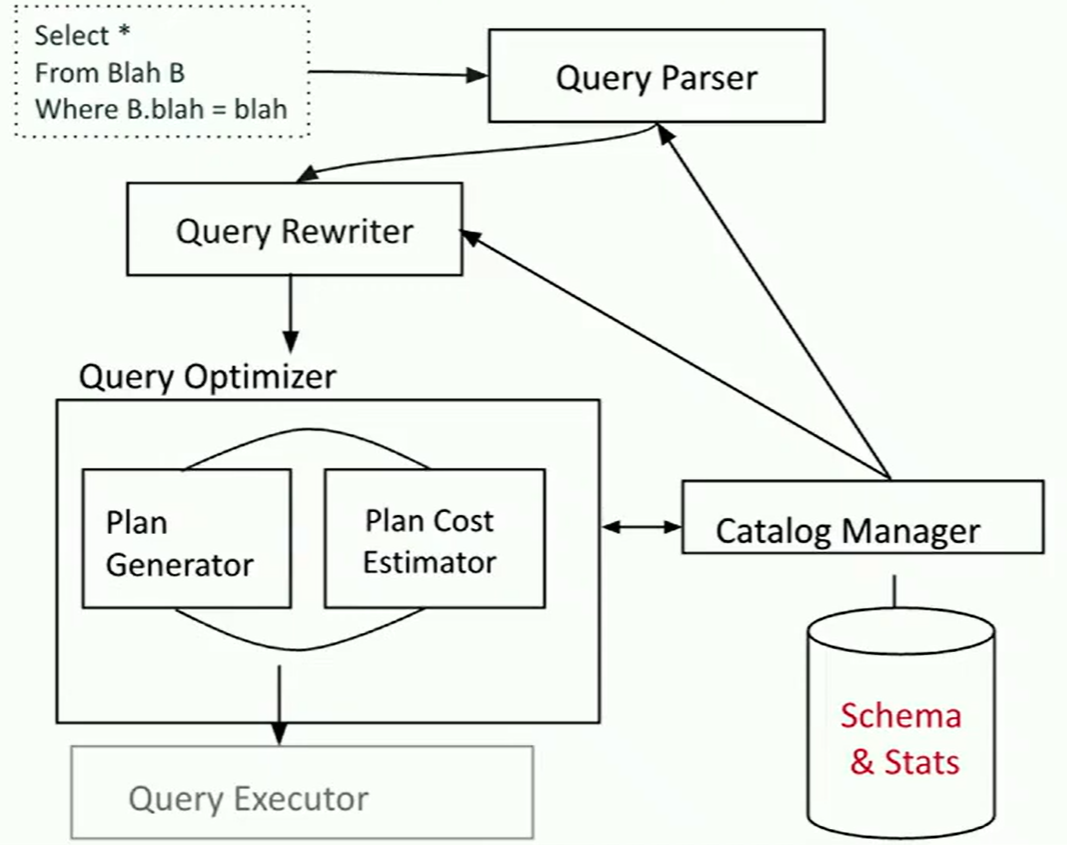 Select *
From Blah B
Where B.blah = blah
Query Parser
Query Rewriter
Query Optimizer
Plan
Generator
Plan Cost
Estimator
Catalog Manager
Schema
& Stats
Query Executor